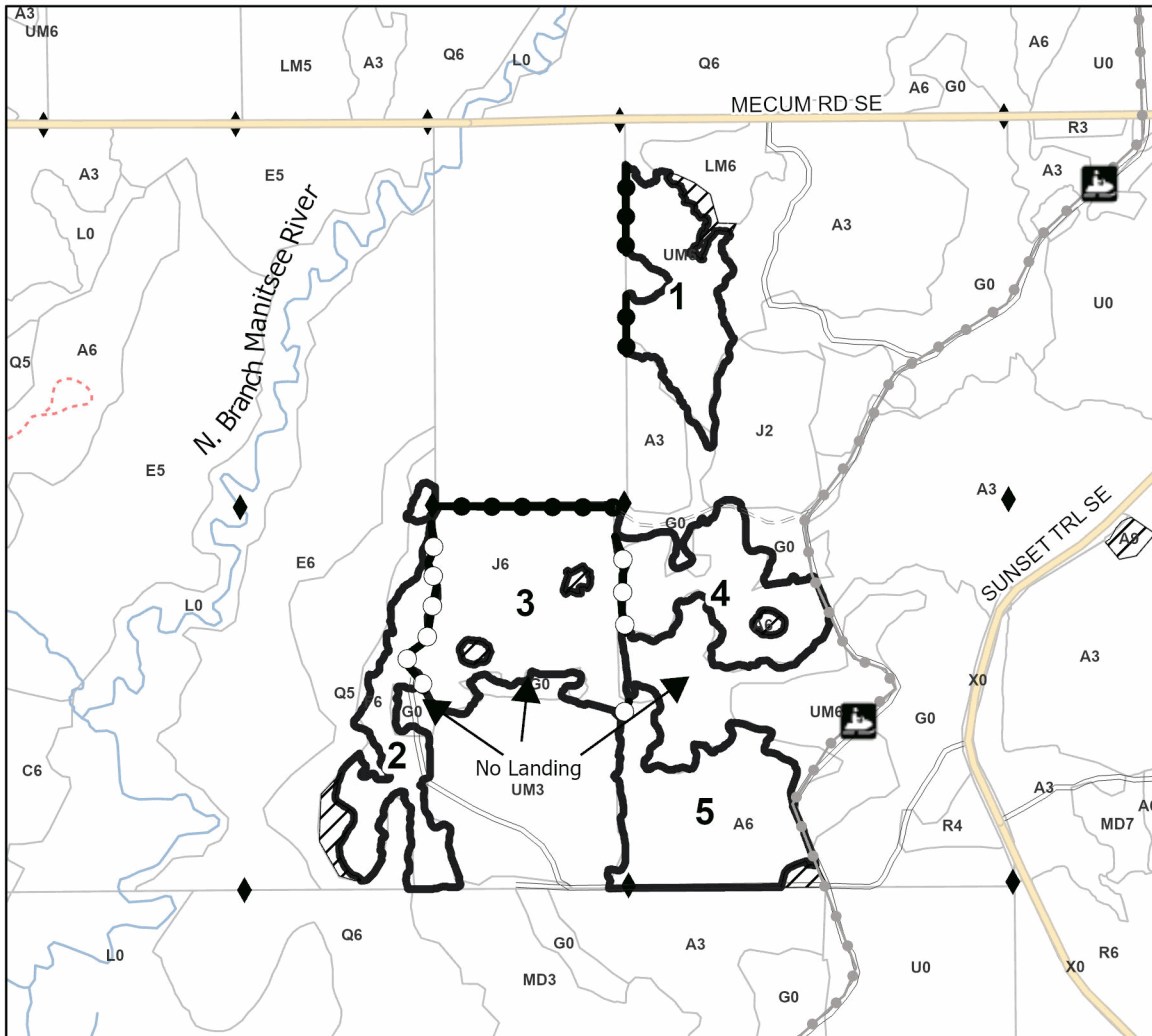 A3
UM6
LM5
A3
Q6
L0
Q6
A6
G0
A6
U0
MECUM RD SE
R3
A3
E5
LM6
A3
A3
L0
N. Branch Manitsee River
UM6
1
G0
U0
Q5
A6
A3
J2
E5
A3
G0
G0
SUNSET TRL SE
A9
E6
J6
3
4
A6
L0
A3
Q5
6
G0
G0
X0
UM6
G0
2
No Landing
UM3
C6
5
A6
A3
R4
MD7
Q6
G0
A3
L0
MD3
U0
R6
X0
G0